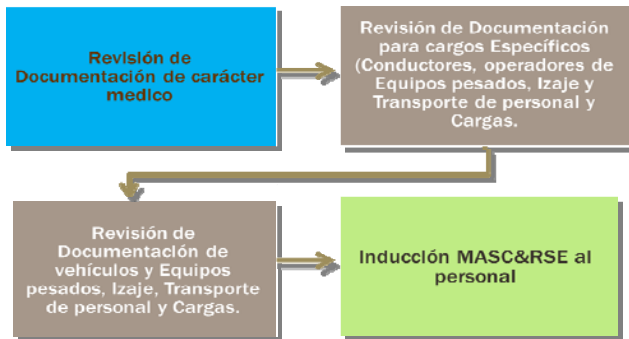 Revisión de
Documentación de carácter
medico
Revisión de Documentación
para cargos Específicos
(Conductores, operadores de
Equipos pesados, Izaje y
Transporte de personal y
Cargas.
Revisión de
Documentación de
vehículos y Equipos
pesados, Izaje, Transporte
de personal y Cargas.
Inducción MASC&RSE al
personal